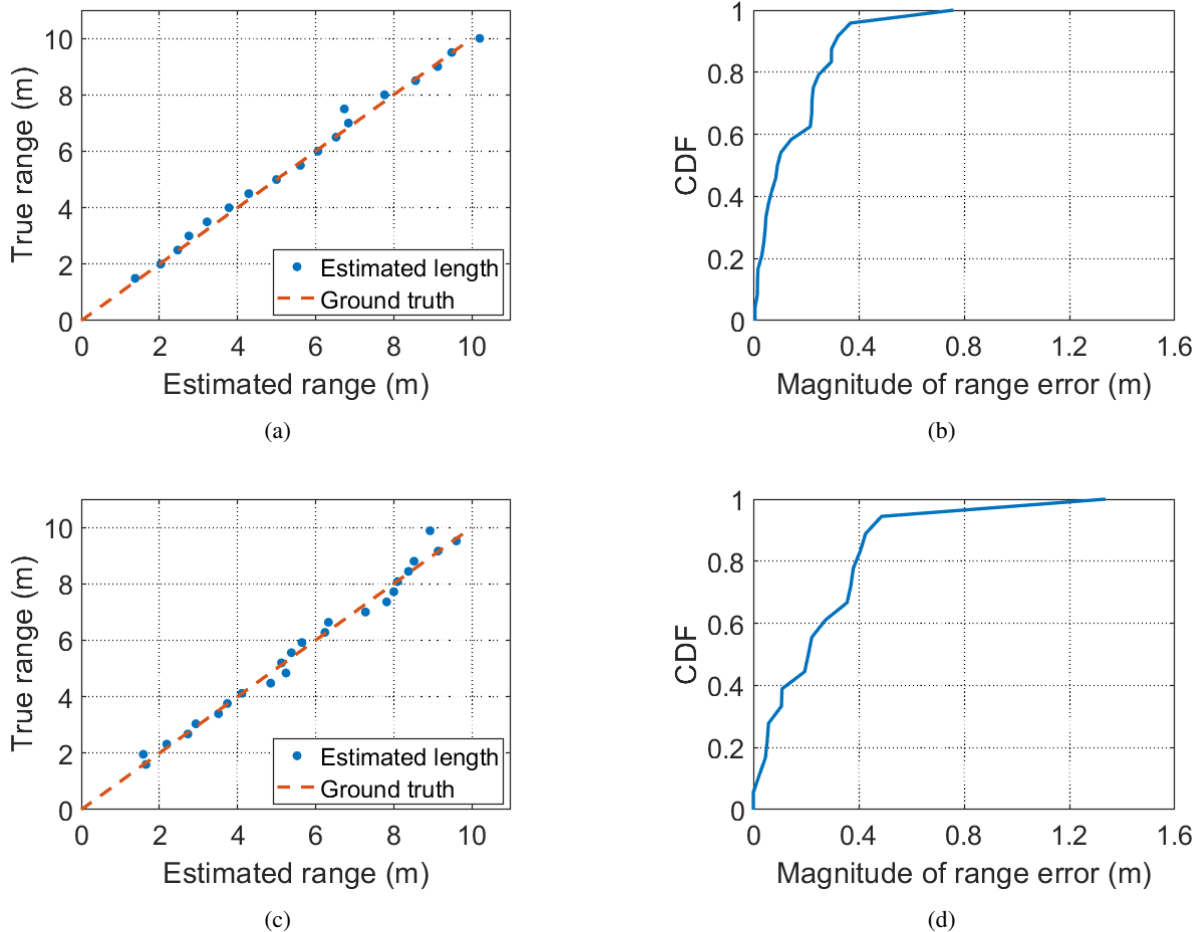 10
8
6
4
2
0
True range (m)
Estimated length
Ground truth
0 2 4 6 8 10
Estimated range (m)
(a)
1
0.8
0.6
0.4
0.2
0
CDF
0 0.4 0.8 1.2 1.6
Magnitude of range error (m)
(b)
10
8
6
4
2
0
True range (m)
Estimated length
Ground truth
0 2 4 6 8 10
Estimated range (m)
(c)
1
0.8
0.6
0.4
0.2
0
CDF
0 0.4 0.8 1.2 1.6
Magnitude of range error (m)
(d)